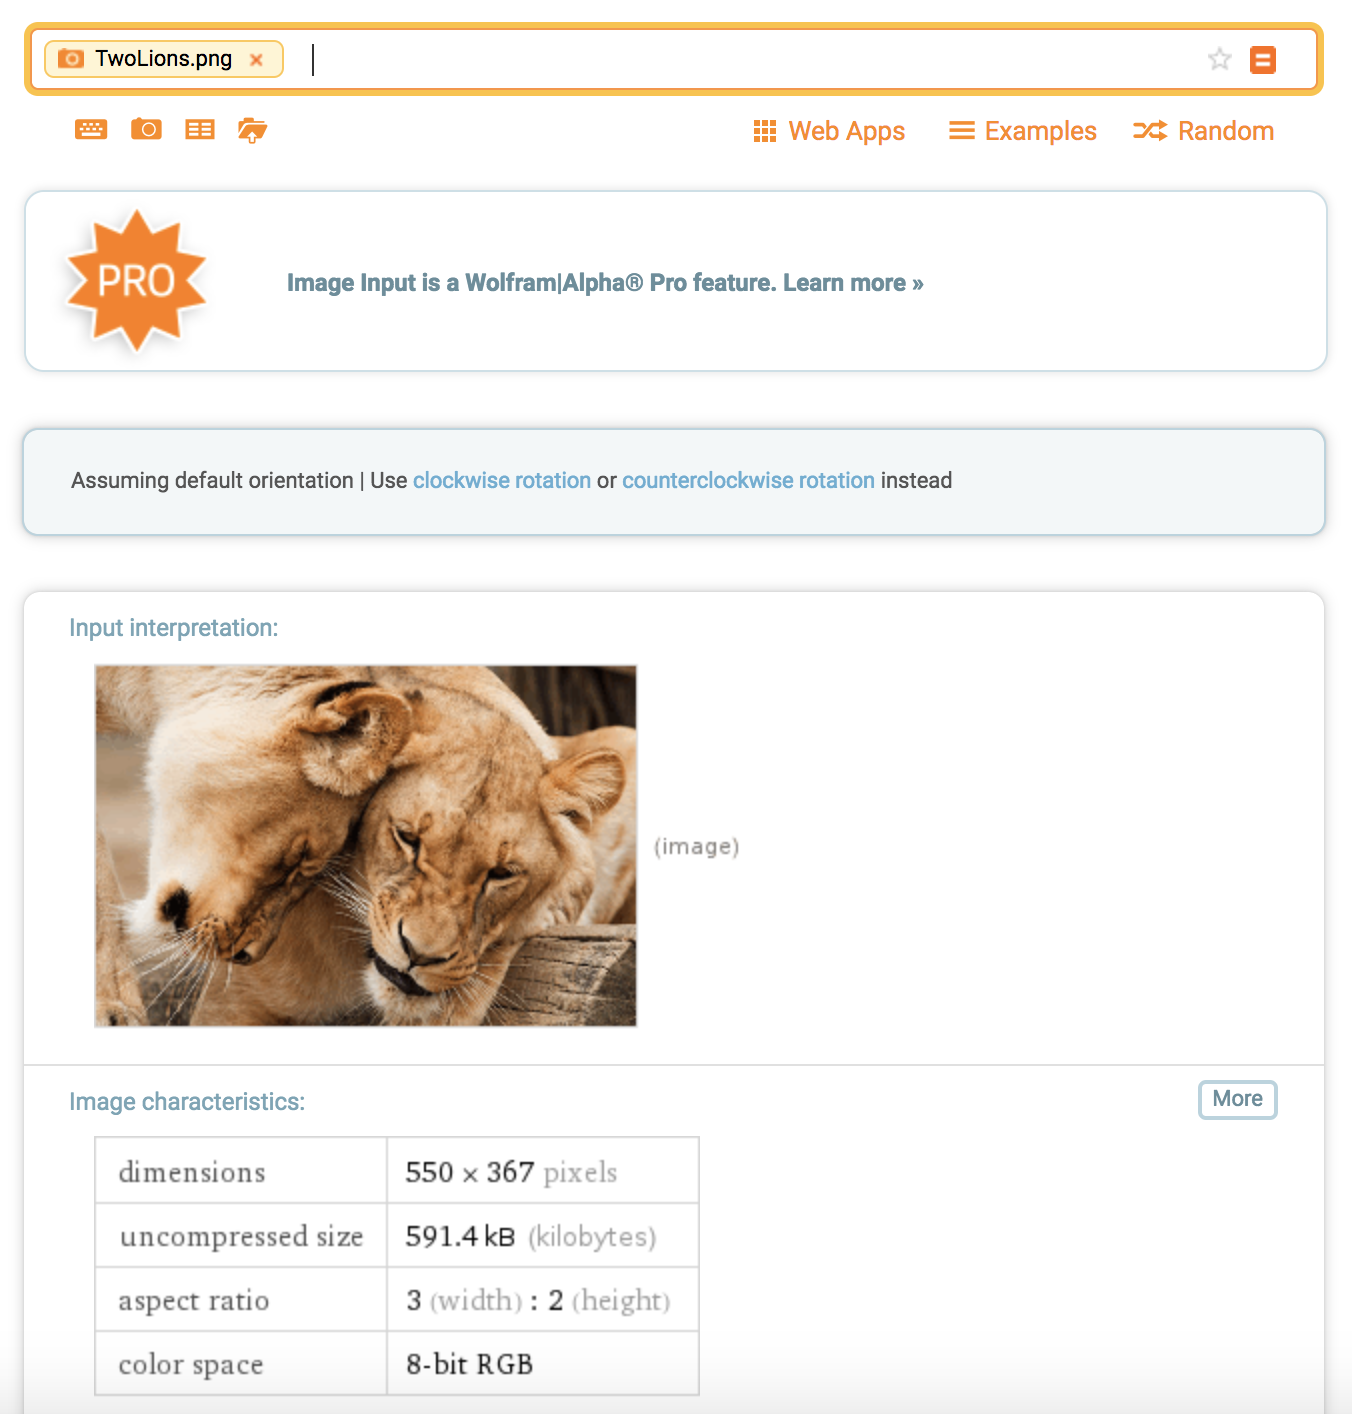 TwoLions.png ×
Web Apps
Examples
Random
PRO
Image Input is a Wolfram|Alpha® Pro feature. Learn more »
Assuming default orientation | Use clockwise rotation or counterclockwise rotation instead
Input interpretation:
(image)
Image characteristics:
More
dimensions 550 × 367 pixels
uncompressed size 591.4 kB (kilobytes)
aspect ratio 3 (width) : 2 (height)
color space 8-bit RGB